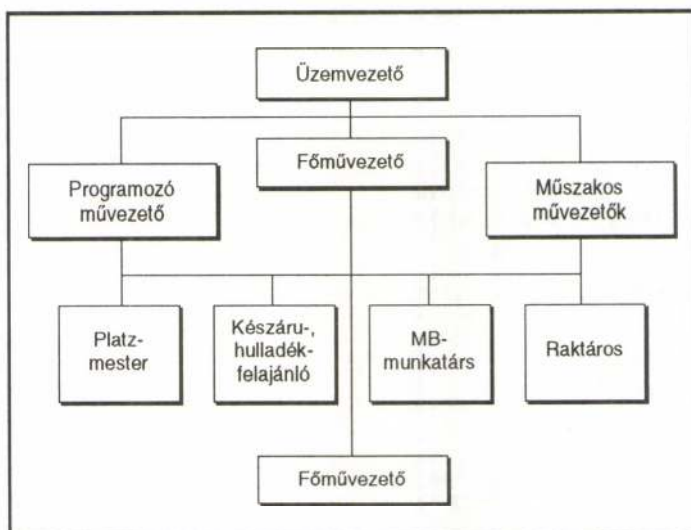 Üzemvezető
Főművezető
Programozó
művezető
Műszakos
művezetők
Platz-
mester
Készáru-,
hulladék-
felajánló
MB-
munkatárs
Raktáros
Főművezető